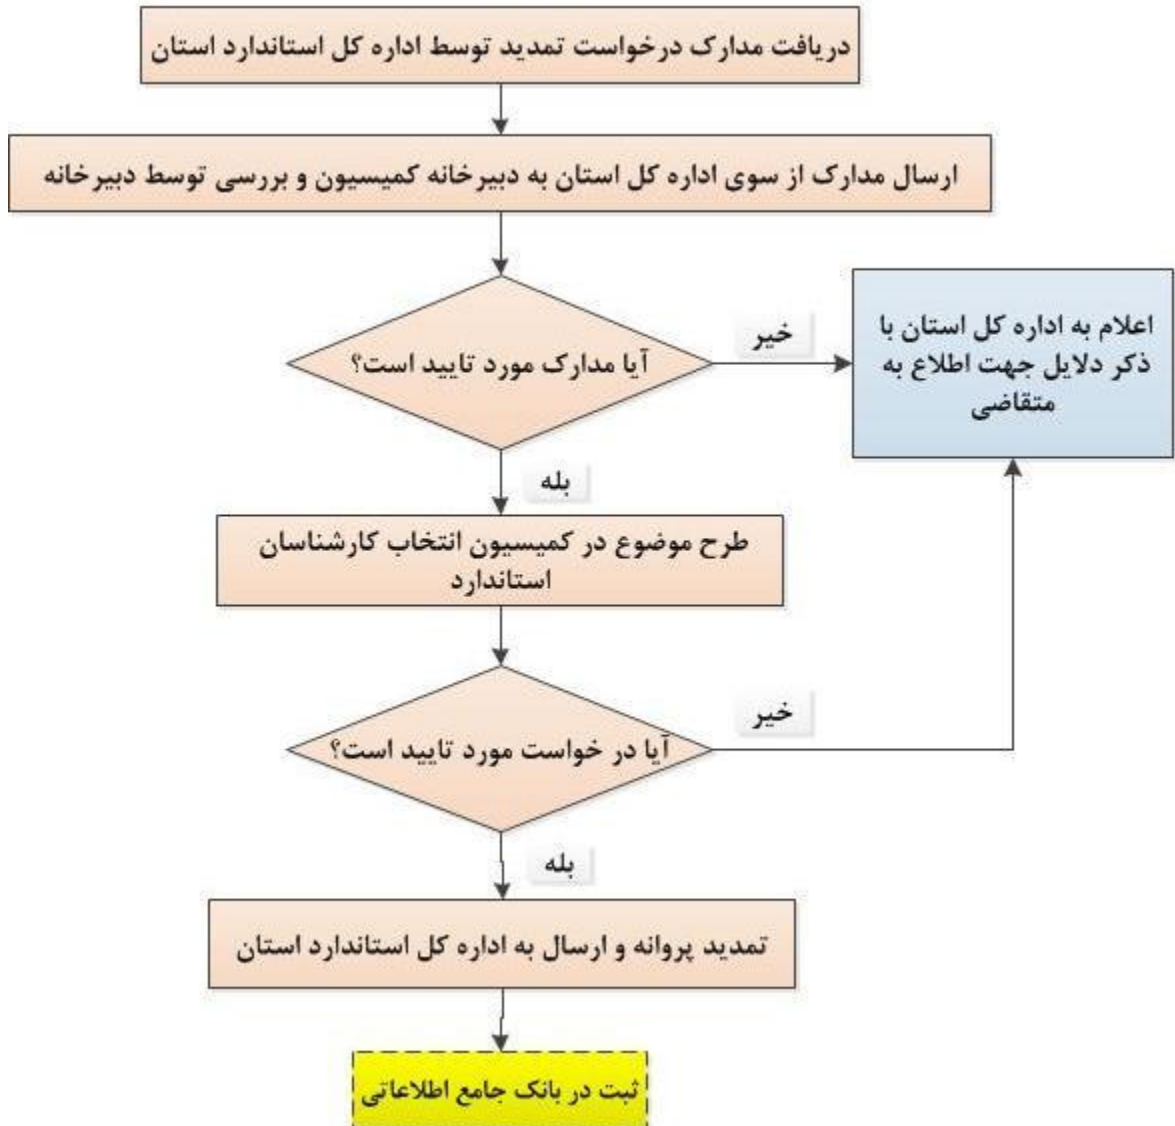 دریافت مدارک درخواست تمدید توسط اداره کل استاندارد استان
ارسال مدارک از سوی اداره کل استان به دبیرخانه کمیسیون و بررسی توسط دبیرخانه
آیا مدارک مورد تایید است؟
خیر
اعلام به اداره کل استان با
ذکر دلایل جهت اطلاع به
متقاضی
بله
طرح موضوع در کمیسیون انتخاب کارشناسان
استاندارد
آیا در خواست مورد تایید است؟
خیر
بله
تمدید پروانه و ارسال به اداره کل استاندارد استان
ثبت در بانک جامع اطلاعاتی